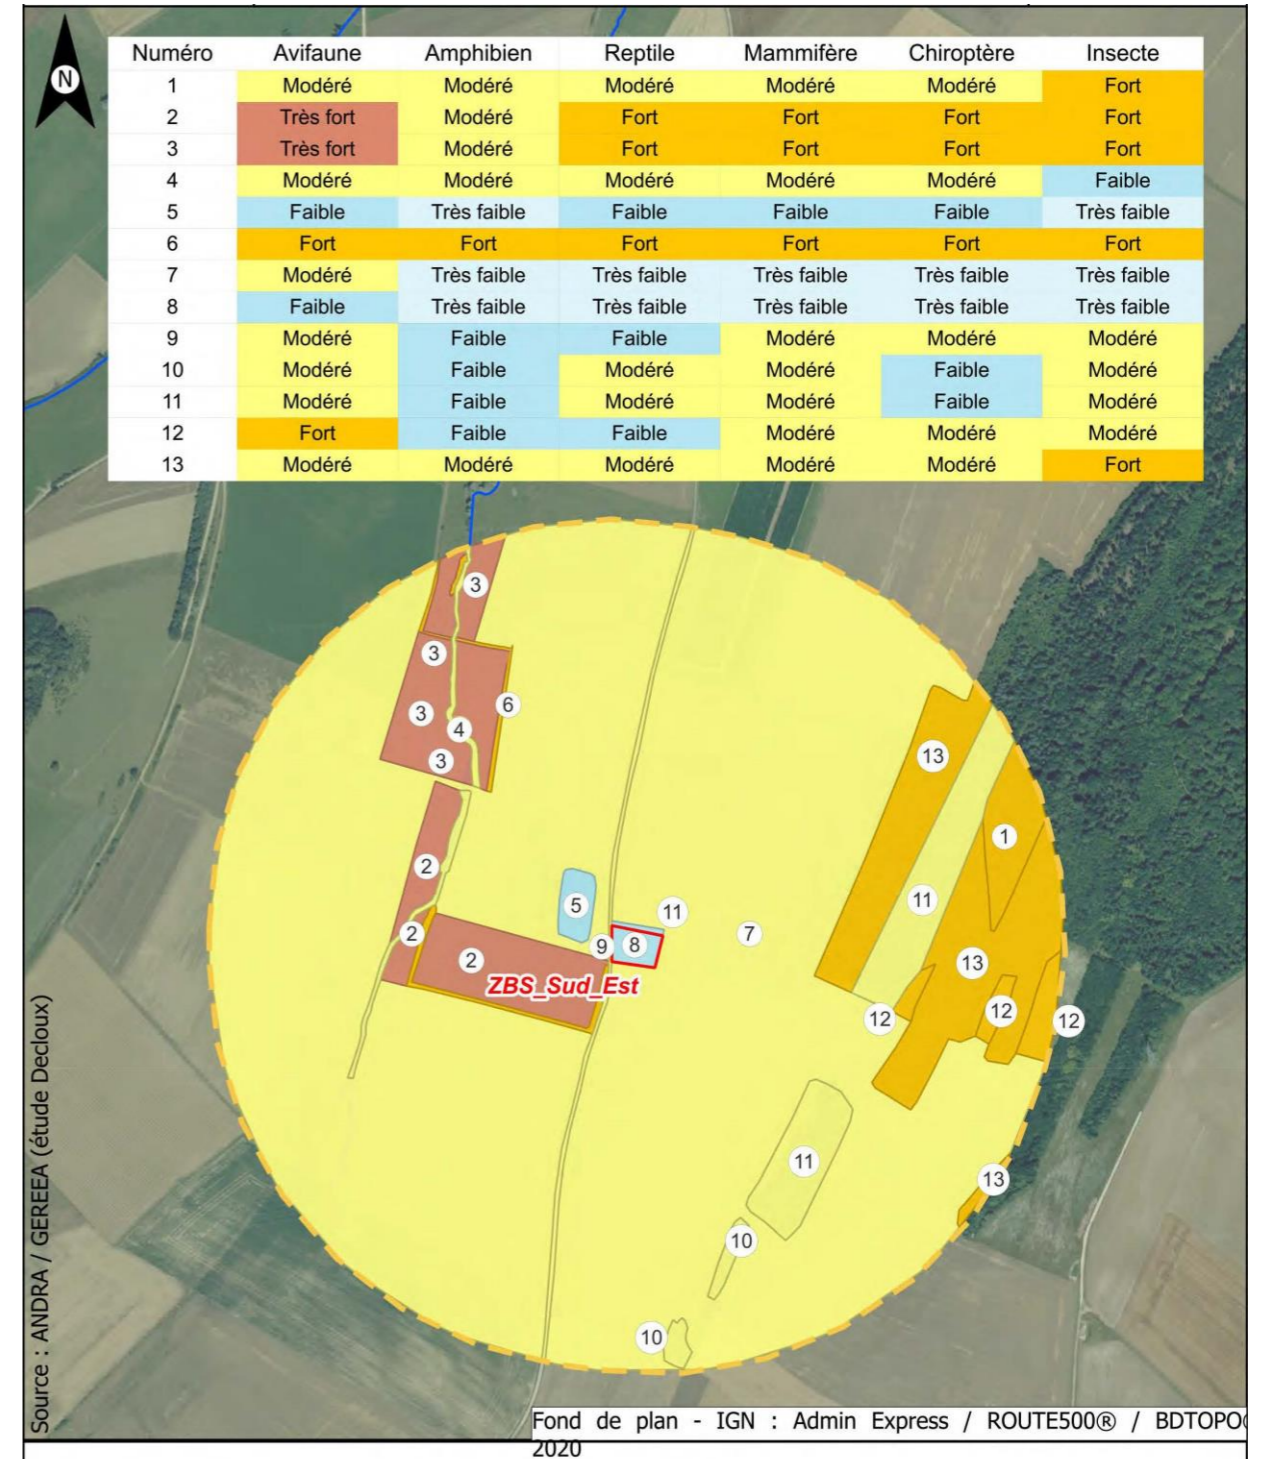 N
Numéro Avifaune Amphibien Reptile Mammifère Chiroptère Insecte
1 Modéré Modéré Modéré Modéré Modéré Fort
2 Très fort Modéré Fort Fort Fort Fort
3 Très fort Modéré Fort Fort Fort Fort
4 Modéré Modéré Modéré Modéré Modéré Faible
5 Faible Très faible Faible Faible Faible Très faible
6 Fort Fort Fort Fort Fort Fort
7 Modéré Très faible Très faible Très faible Très faible Très faible
8 Faible Très faible Très faible Très faible Très faible Très faible
9 Modéré Faible Faible Modéré Modéré Modéré
10 Modéré Faible Modéré Modéré Faible Modéré
11 Modéré Faible Modéré Modéré Faible Modéré
12 Fort Faible Faible Modéré Modéré Modéré
13 Modéré Modéré Modéré Modéré Modéré Fort
3
3
6
3
4
13
3
1
2
11
5
11
2
9
8
7
2
13
ZBS_Sud_Est
12
12
12
11
13
10
10
Source : ANDRA / GEREEA (étude Decloux)
Fond de plan - IGN : Admin Express / ROUTE500® / BDTOPO®
2020